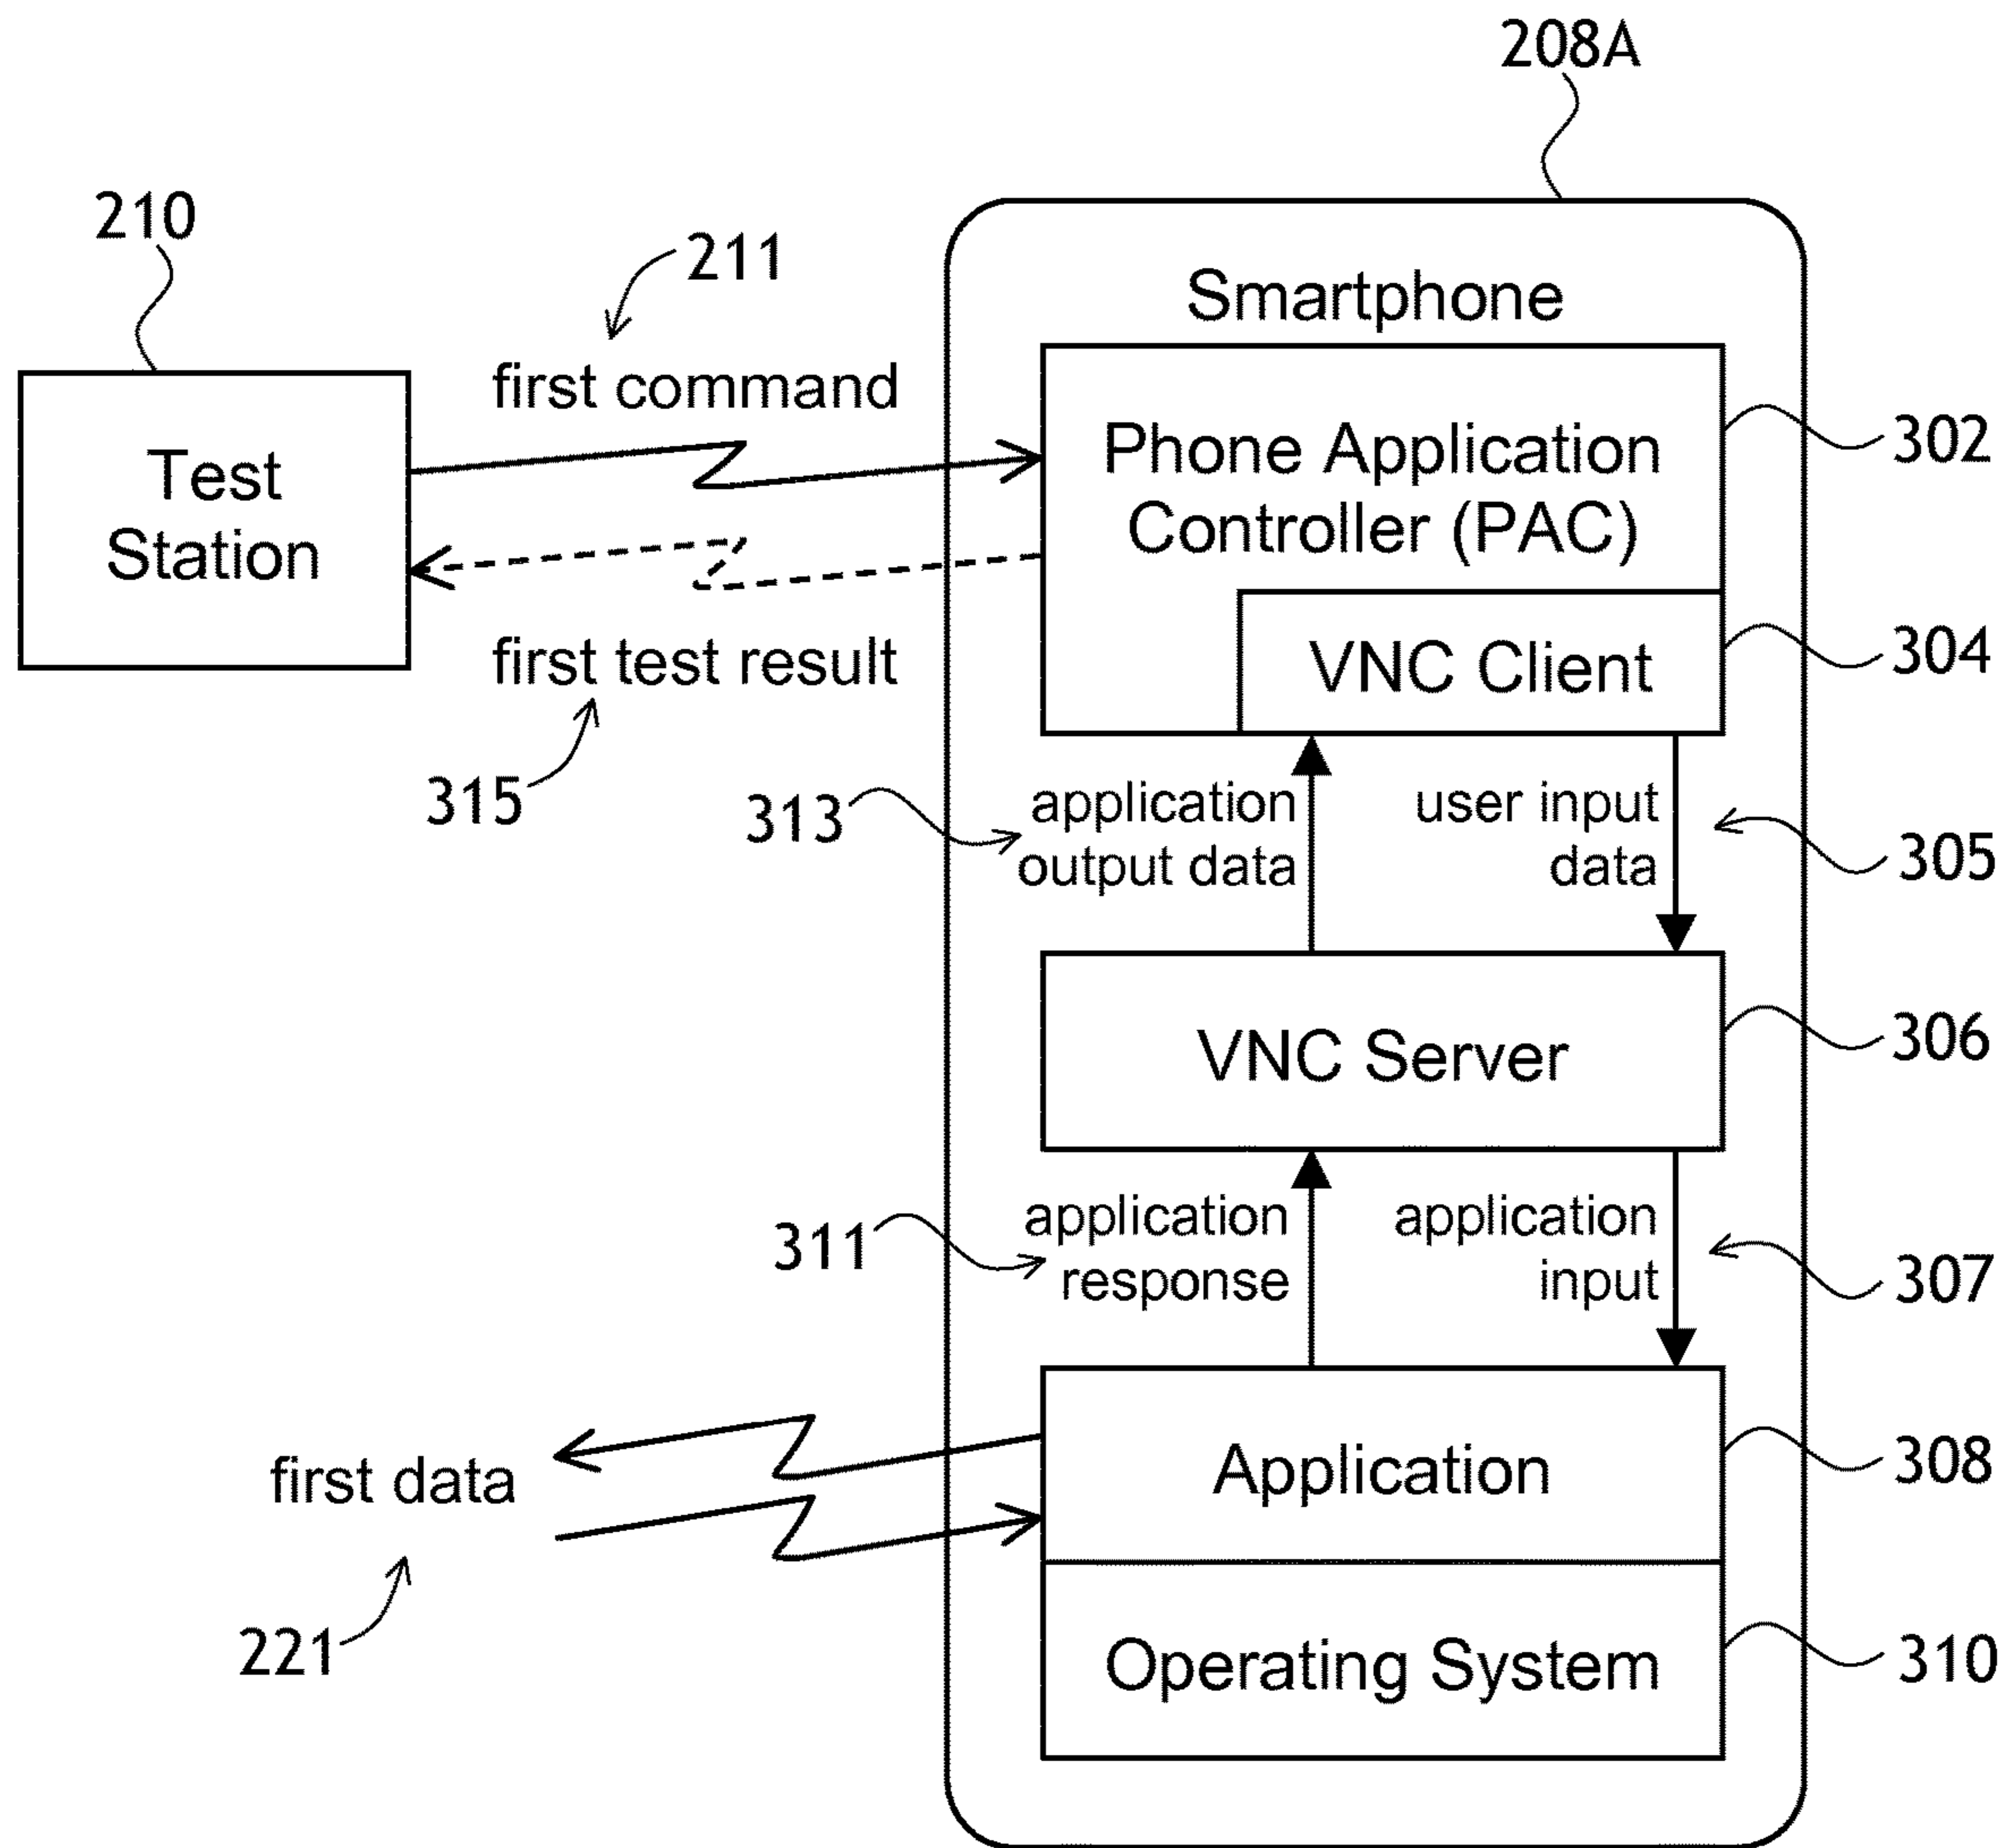 208A
210
211
Smartphone
first command
Phone Application
Controller (PAC)
302
Test
Station
first test result
VNC Client
304
315
313
application
output data
user input
data
305
VNC Server
306
311
application
response
application
input
307
first data
Application
308
221
Operating System
310